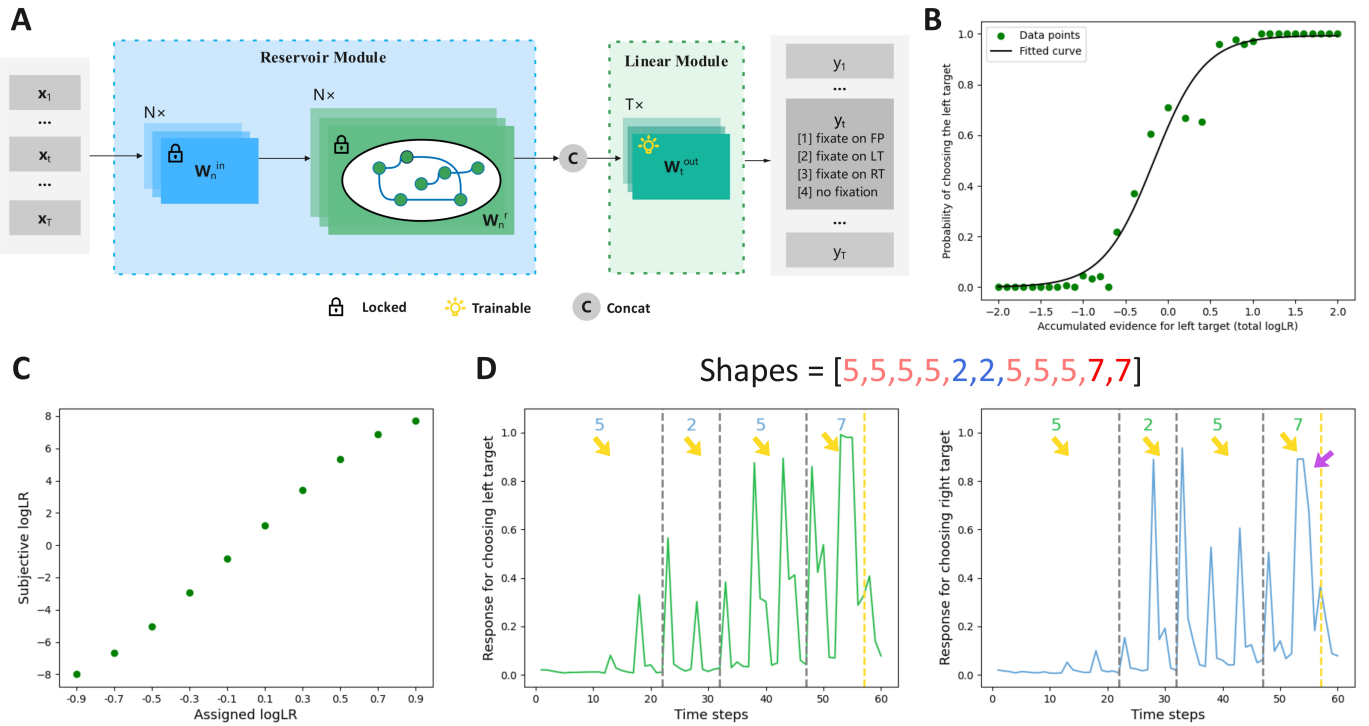 A
Reservoir Module
Linear Module
x1
...
xt
...
xT
N×
Wn^in
N×
Wn^r
C
T×
Wt^out
y1
...
yt
[1] fixate on FP
[2] fixate on LT
[3] fixate on RT
[4] no fixation
...
yT
Locked
Trainable
C
Concat
B
Data points
Fitted curve
Probability of choosing the left target
1.0
0.8
0.6
0.4
0.2
0.0
−2.0 −1.5 −1.0 −0.5 0.0 0.5 1.0 1.5 2.0
Accumulated evidence for left target (total logLR)
C
Subjective logLR
8
6
4
2
0
−2
−4
−6
−8
-0.9 -0.7 -0.5 -0.3 -0.1 0.1 0.3 0.5 0.7 0.9
Assigned logLR
D
Shapes = [5,5,5,5,2,2,5,5,5,7,7]
Response for choosing left target
1.0
0.8
0.6
0.4
0.2
0.0
5 2 5 7
0 10 20 30 40 50 60
Time steps
Response for choosing right target
1.0
0.8
0.6
0.4
0.2
0.0
5 2 5 7
0 10 20 30 40 50 60
Time steps